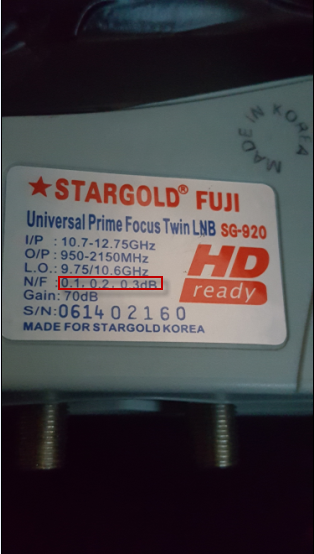 MADE IN KOREA
★STARGOLD® FUJI
Universal Prime Focus Twin LNB SG-920
I/P : 10.7-12.75GHz
O/P : 950-2150MHz
L.O. : 9.75/10.6GHz
N/F : 0.1, 0.2, 0.3dB
Gain: 70dB
HD
ready
S/N: 061402160
MADE FOR STARGOLD KOREA